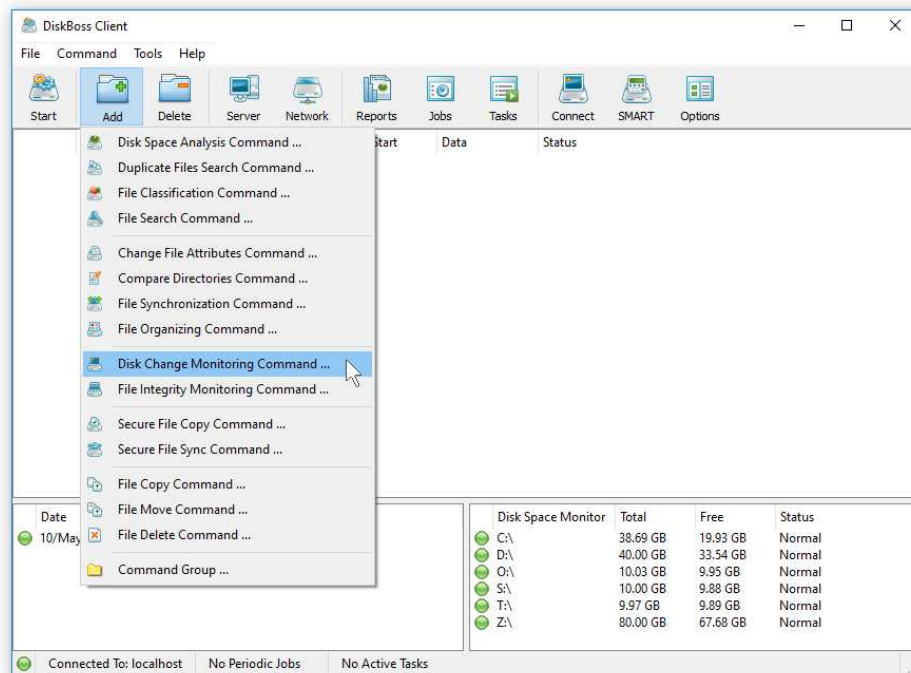 DiskBoss Client
File Command Tools Help
Start Add Delete Server Network Reports Jobs Tasks Connect SMART Options
Start Data Status
Disk Space Analysis Command ...
Duplicate Files Search Command ...
File Classification Command ...
File Search Command ...
Change File Attributes Command ...
Compare Directories Command ...
File Synchronization Command ...
File Organizing Command ...
Disk Change Monitoring Command ...
File Integrity Monitoring Command ...
Secure File Copy Command ...
Secure File Sync Command ...
File Copy Command ...
File Move Command ...
File Delete Command ...
Command Group ...
Date
10/May
Disk Space Monitor Total Free Status
C:\ 38.69 GB 19.93 GB Normal
D:\ 40.00 GB 33.54 GB Normal
O:\ 10.03 GB 9.95 GB Normal
S:\ 10.00 GB 9.88 GB Normal
T:\ 9.97 GB 9.89 GB Normal
Z:\ 80.00 GB 67.68 GB Normal
Connected To: localhost No Periodic Jobs No Active Tasks